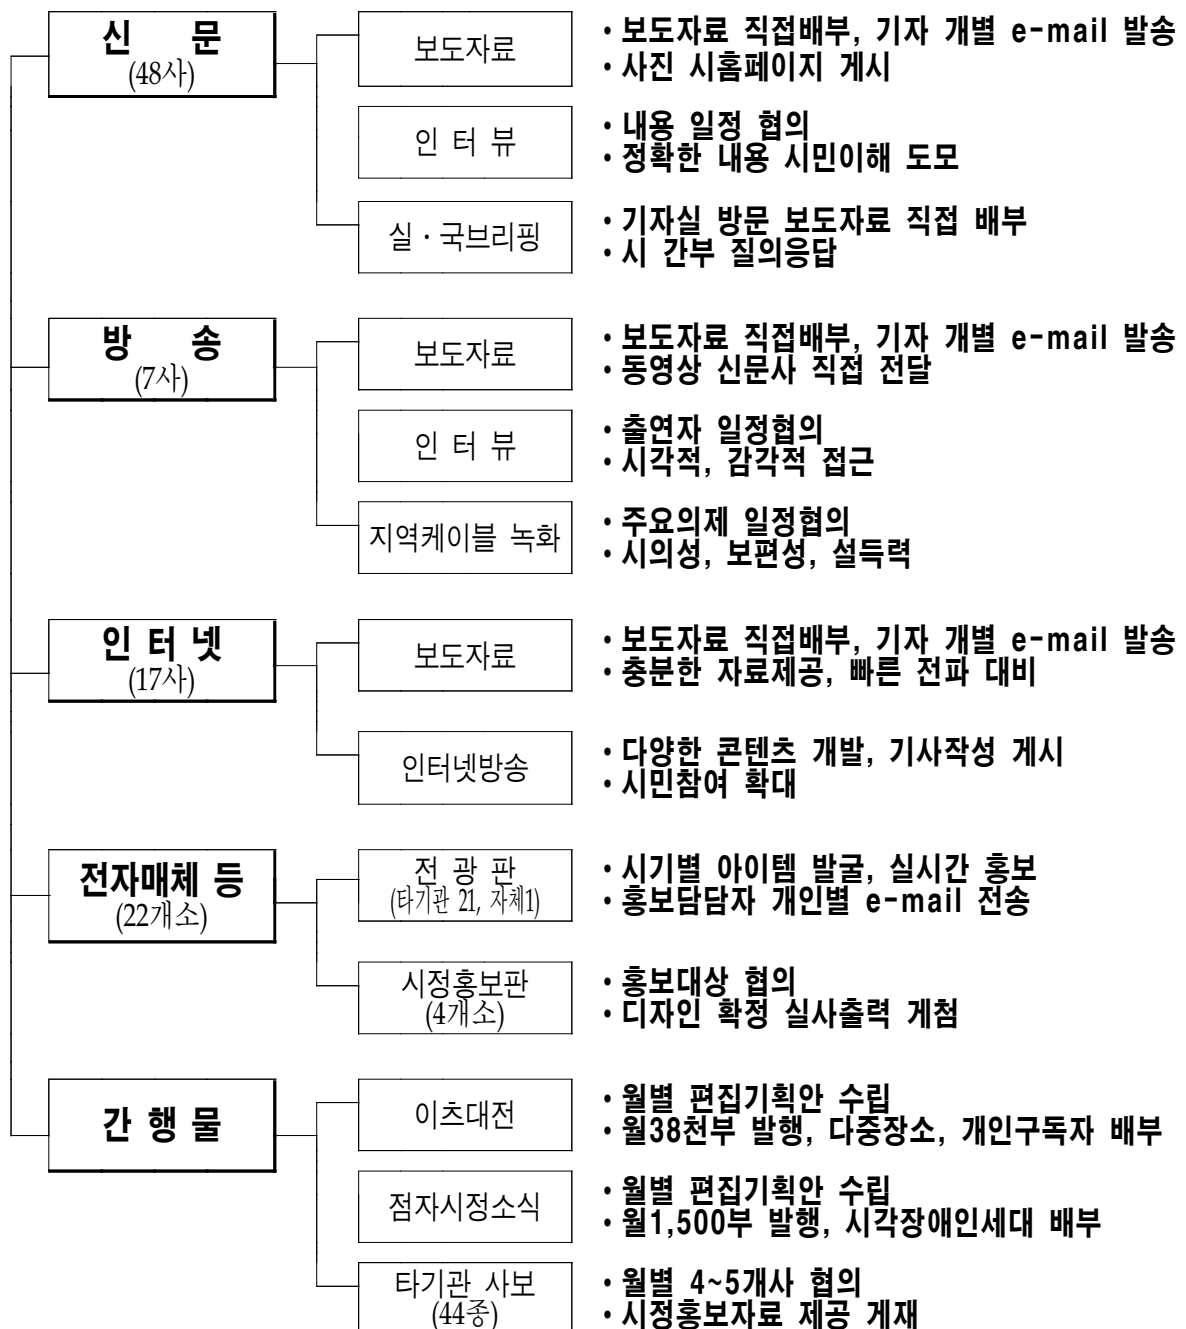 신 문
(48사)
보도자료
· 보도자료 직접배부, 기자 개별 e-mail 발송
· 사진 시홈페이지 게시
인 터 뷰
· 내용 일정 협의
· 정확한 내용 시민이해 도모
실 · 국브리핑
· 기자실 방문 보도자료 직접 배부
· 시 간부 질의응답
방 송
(7사)
보도자료
· 보도자료 직접배부, 기자 개별 e-mail 발송
· 동영상 신문사 직접 전달
인 터 뷰
· 출연자 일정협의
· 시각적, 감각적 접근
지역케이블 녹화
· 주요의제 일정협의
· 시의성, 보편성, 설득력
인 터 넷
(17사)
보도자료
· 보도자료 직접배부, 기자 개별 e-mail 발송
· 충분한 자료제공, 빠른 전파 대비
인터넷방송
· 다양한 콘텐츠 개발, 기사작성 게시
· 시민참여 확대
전자매체 등
(22개소)
전 광 판
(타기관 21, 자체1)
· 시기별 아이템 발굴, 실시간 홍보
· 홍보담담자 개인별 e-mail 전송
시정홍보판
(4개소)
· 홍보대상 협의
· 디자인 확정 실사출력 게첨
간 행 물
이츠대전
· 월별 편집기획안 수립
· 월38천부 발행, 다중장소, 개인구독자 배부
점자시정소식
· 월별 편집기획안 수립
· 월1,500부 발행, 시각장애인세대 배부
타기관 사보
(44종)
· 월별 4~5개사 협의
· 시정홍보자료 제공 게재